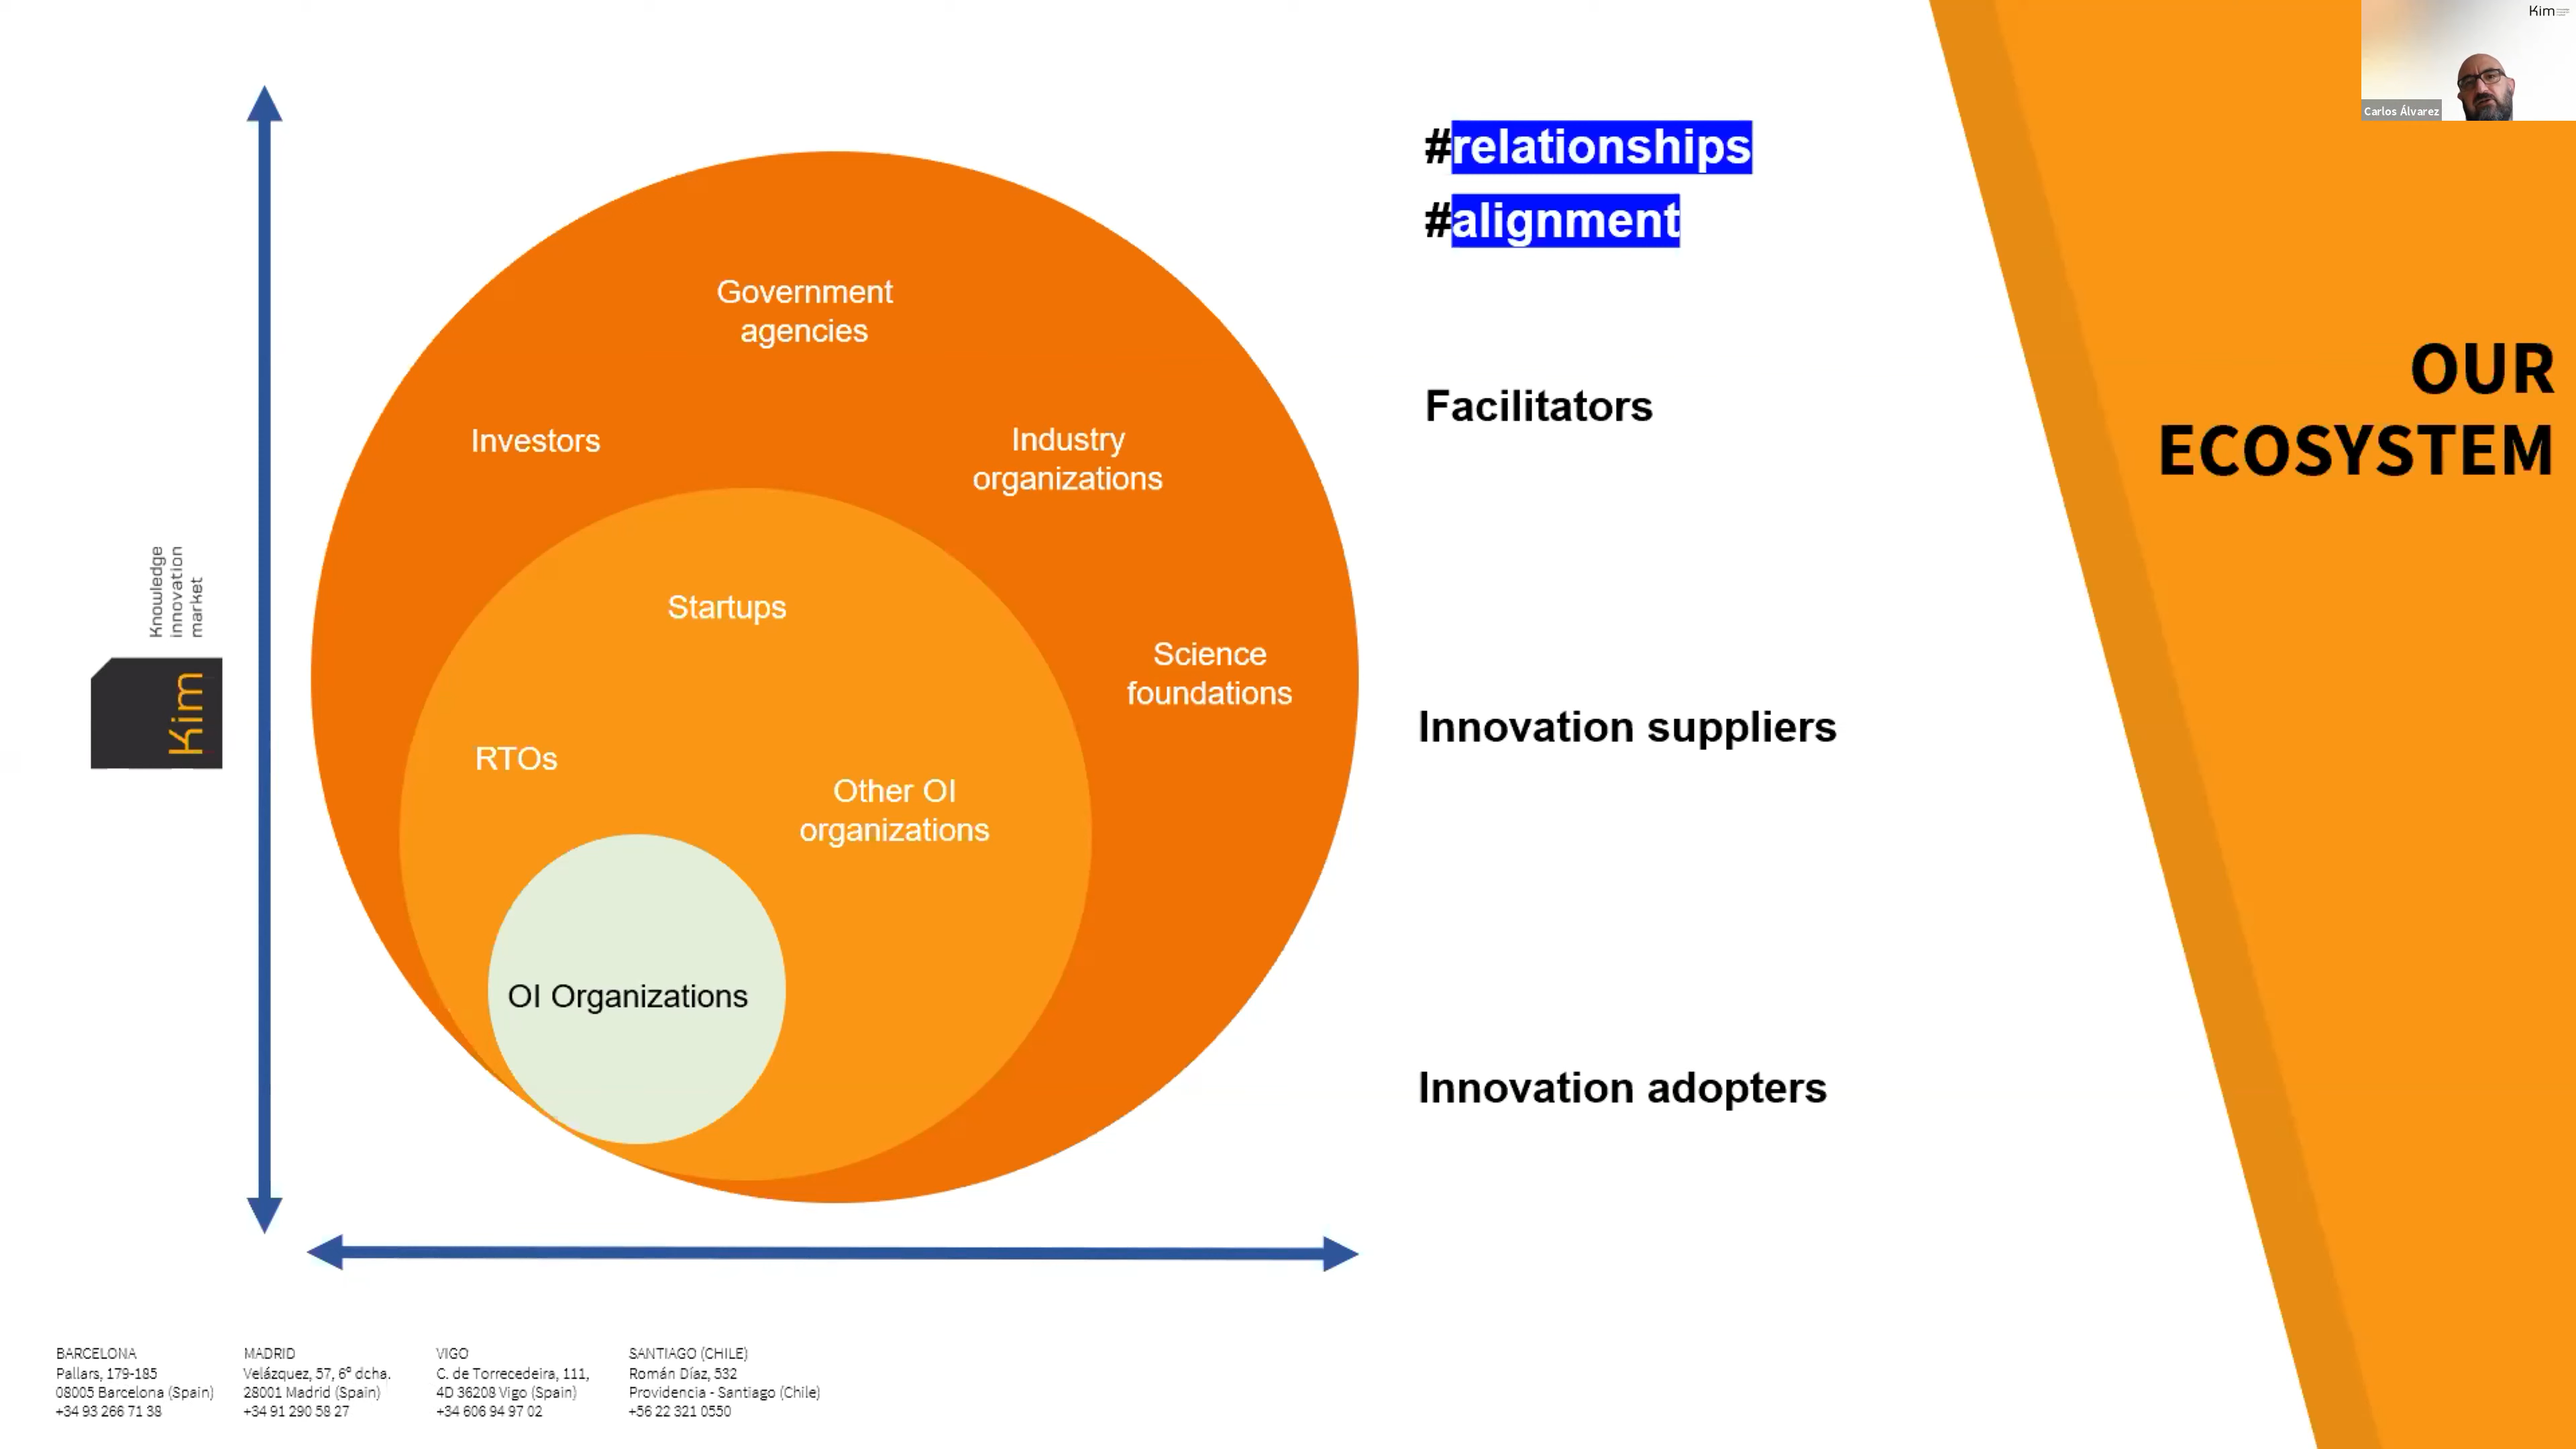 Kim
Carlos Álvarez
OUR
ECOSYSTEM
#relationships
#alignment
Facilitators
Innovation suppliers
Innovation adopters
Government
agencies
Investors
Industry
organizations
Science
foundations
Startups
RTOs
Other OI
organizations
OI Organizations
Knowledge
innovation
market
Kim
BARCELONA
Pallars, 179-185
08005 Barcelona (Spain)
+34 93 266 71 38
MADRID
Velázquez, 57, 6º dcha.
28001 Madrid (Spain)
+34 91 290 58 27
VIGO
C. de Torrecedeira, 111,
4D 36208 Vigo (Spain)
+34 606 94 97 02
SANTIAGO (CHILE)
Román Díaz, 532
Providencia - Santiago (Chile)
+56 22 321 0550